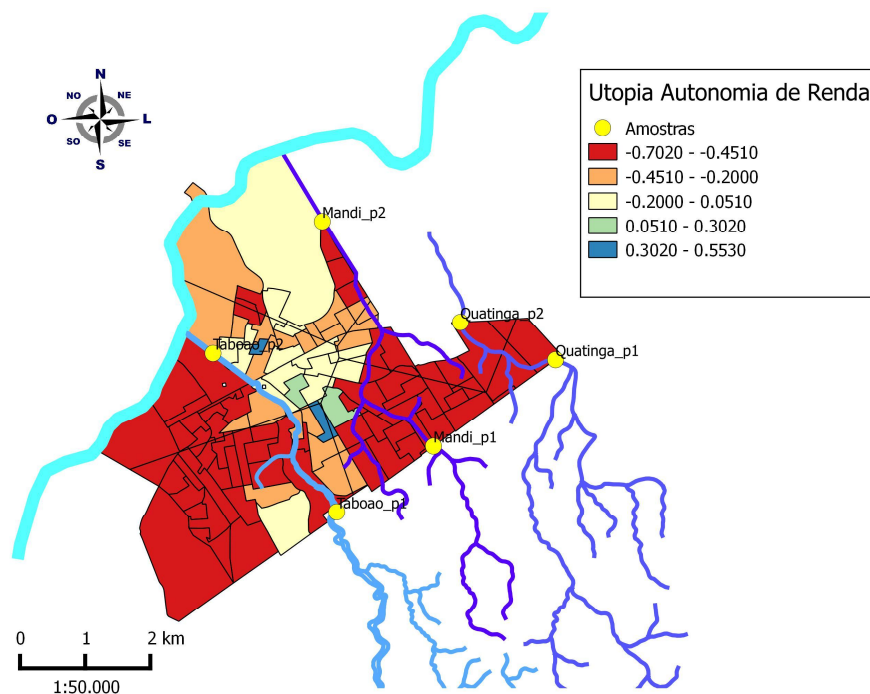 N
NO NE
O L
SO SE
S
Utopia Autonomia de Renda
Amostras
-0.7020 - -0.4510
-0.4510 - -0.2000
-0.2000 - 0.0510
0.0510 - 0.3020
0.3020 - 0.5530
Mandi_p2
Quatinga_p2
Taboao_p2
Quatinga_p1
Mandi_p1
Taboao_p1
0 1 2 km
1:50.000